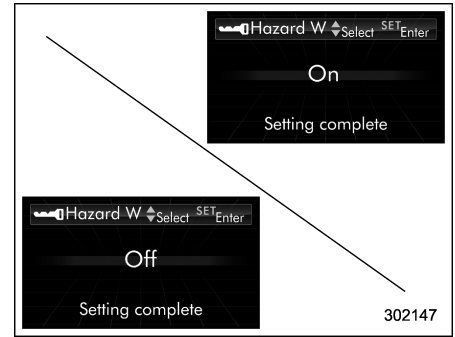 Hazard W Select SET Enter
On
Setting complete
Hazard W Select SET Enter
Off
Setting complete
302147